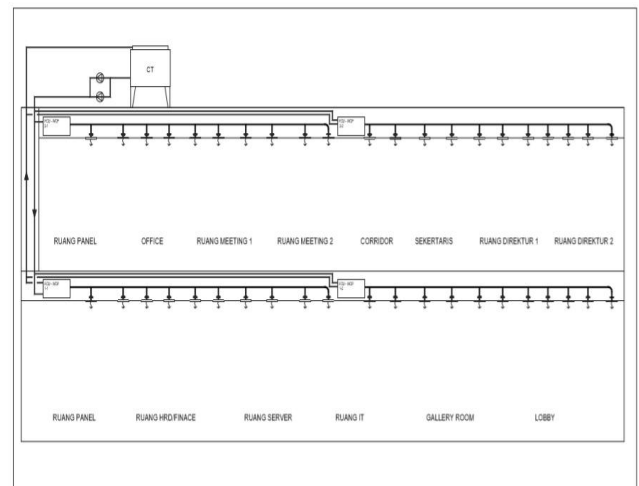 CT
RUANG PANEL OFFICE RUANG MEETING 1 RUANG MEETING 2 CORRIDOR SEKERTARIS RUANG DIREKTUR 1 RUANG DIREKTUR 2
RUANG PANEL RUANG HRD/FINACE RUANG SERVER RUANG IT GALLERY ROOM LOBBY